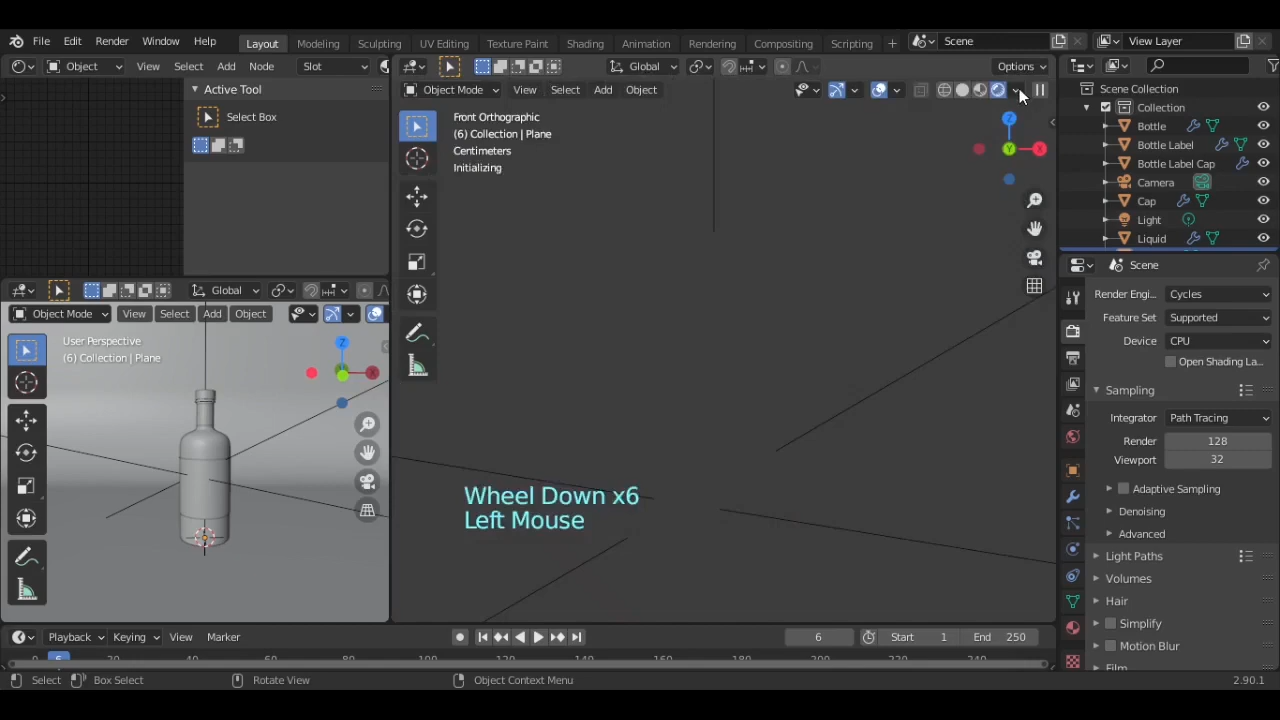 File Edit Render Window Help Layout Modeling Sculpting UV Editing Texture Paint Shading Animation Rendering Compositing Scripting + Scene View Layer
Object View Select Add Node Slot Global Options
Active Tool
Object Mode View Select Add Object
Scene Collection
Collection
Select Box
Front Orthographic
(6) Collection | Plane
Centimeters
Initializing
Bottle
Bottle Label
Bottle Label Cap
Camera
Cap
Light
Liquid
Z
X
Y
Global
Object Mode View Select Add Object
User Perspective
(6) Collection | Plane
Z
Scene
Render Engi... Cycles
Feature Set Supported
Device CPU
Open Shading La...
Sampling
Integrator Path Tracing
Render 128
Viewport 32
Adaptive Sampling
Denoising
Advanced
Light Paths
Volumes
Hair
Simplify
Motion Blur
Film
Wheel Down x6
Left Mouse
Playback Keying View Marker 6 Start 1 End 250
Select Box Select Rotate View Object Context Menu 2.90.1